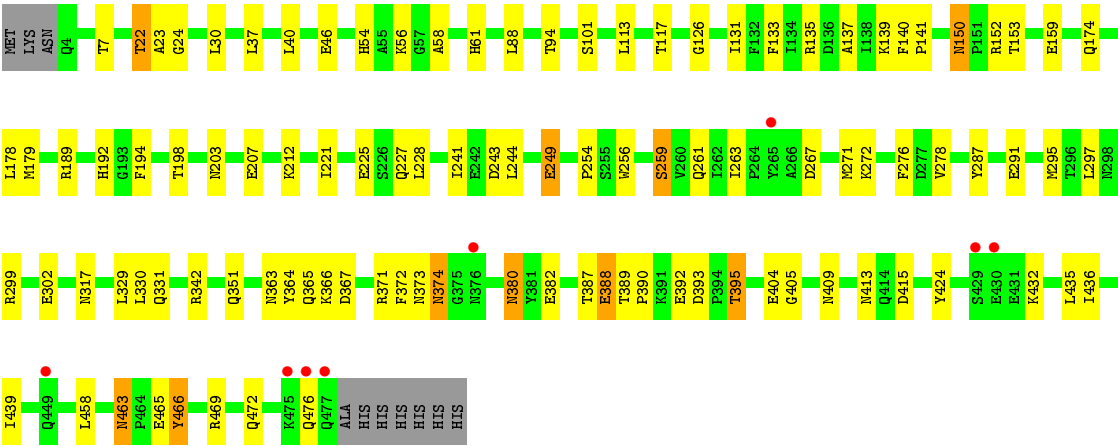 MET LYS ASN Q4 T7 T22 A23 G24 L30 L37 L40 E46 H54 A55 K56 G57 A58 H61 L88 T94 S101 L113 T117 G126 I131 F132 F133 I134 R135 D136 A137 I138 K139 F140 P141 N150 P151 R152 T153 E159 Q174
L178 M179 R189 H192 G193 F194 T198 N203 E207 K212 I221 E225 S226 Q227 L228 I241 E242 D243 L244 E249 P254 S255 W256 S259 V260 Q261 I262 I263 P264 Y265 A266 D267 M271 K272 F276 D277 V278 Y287 E291 M295 T296 L297 N298
R299 E302 N317 L329 L330 Q331 R342 Q351 N363 Y364 Q365 K366 D367 R371 F372 N373 N374 G375 N376 N380 Y381 E382 T387 E388 T389 P390 K391 E392 D393 P394 T395 E404 G405 N409 N413 Q414 D415 Y424 S429 E430 E431 K432 L435 I436
I439 Q449 L458 N463 P464 E465 Y466 R469 Q472 K475 Q476 Q477 ALA HIS HIS HIS HIS HIS HIS